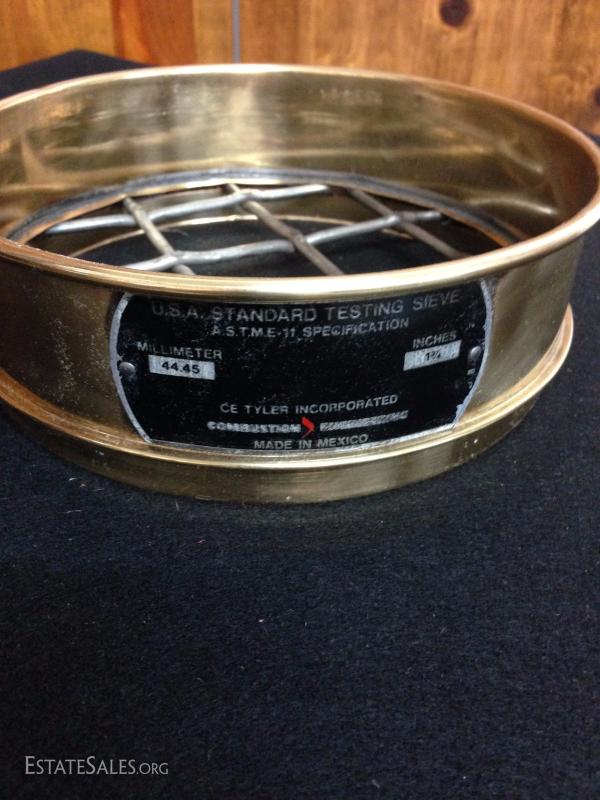 U.S.A. STANDARD TESTING SIEVE
A.S.T.M.E-11 SPECIFICATION
MILLIMETER
44.45
INCHES
1¾
CE TYLER INCORPORATED
COMBUSTION ENGINEERING
MADE IN MEXICO
ESTATESALES.ORG